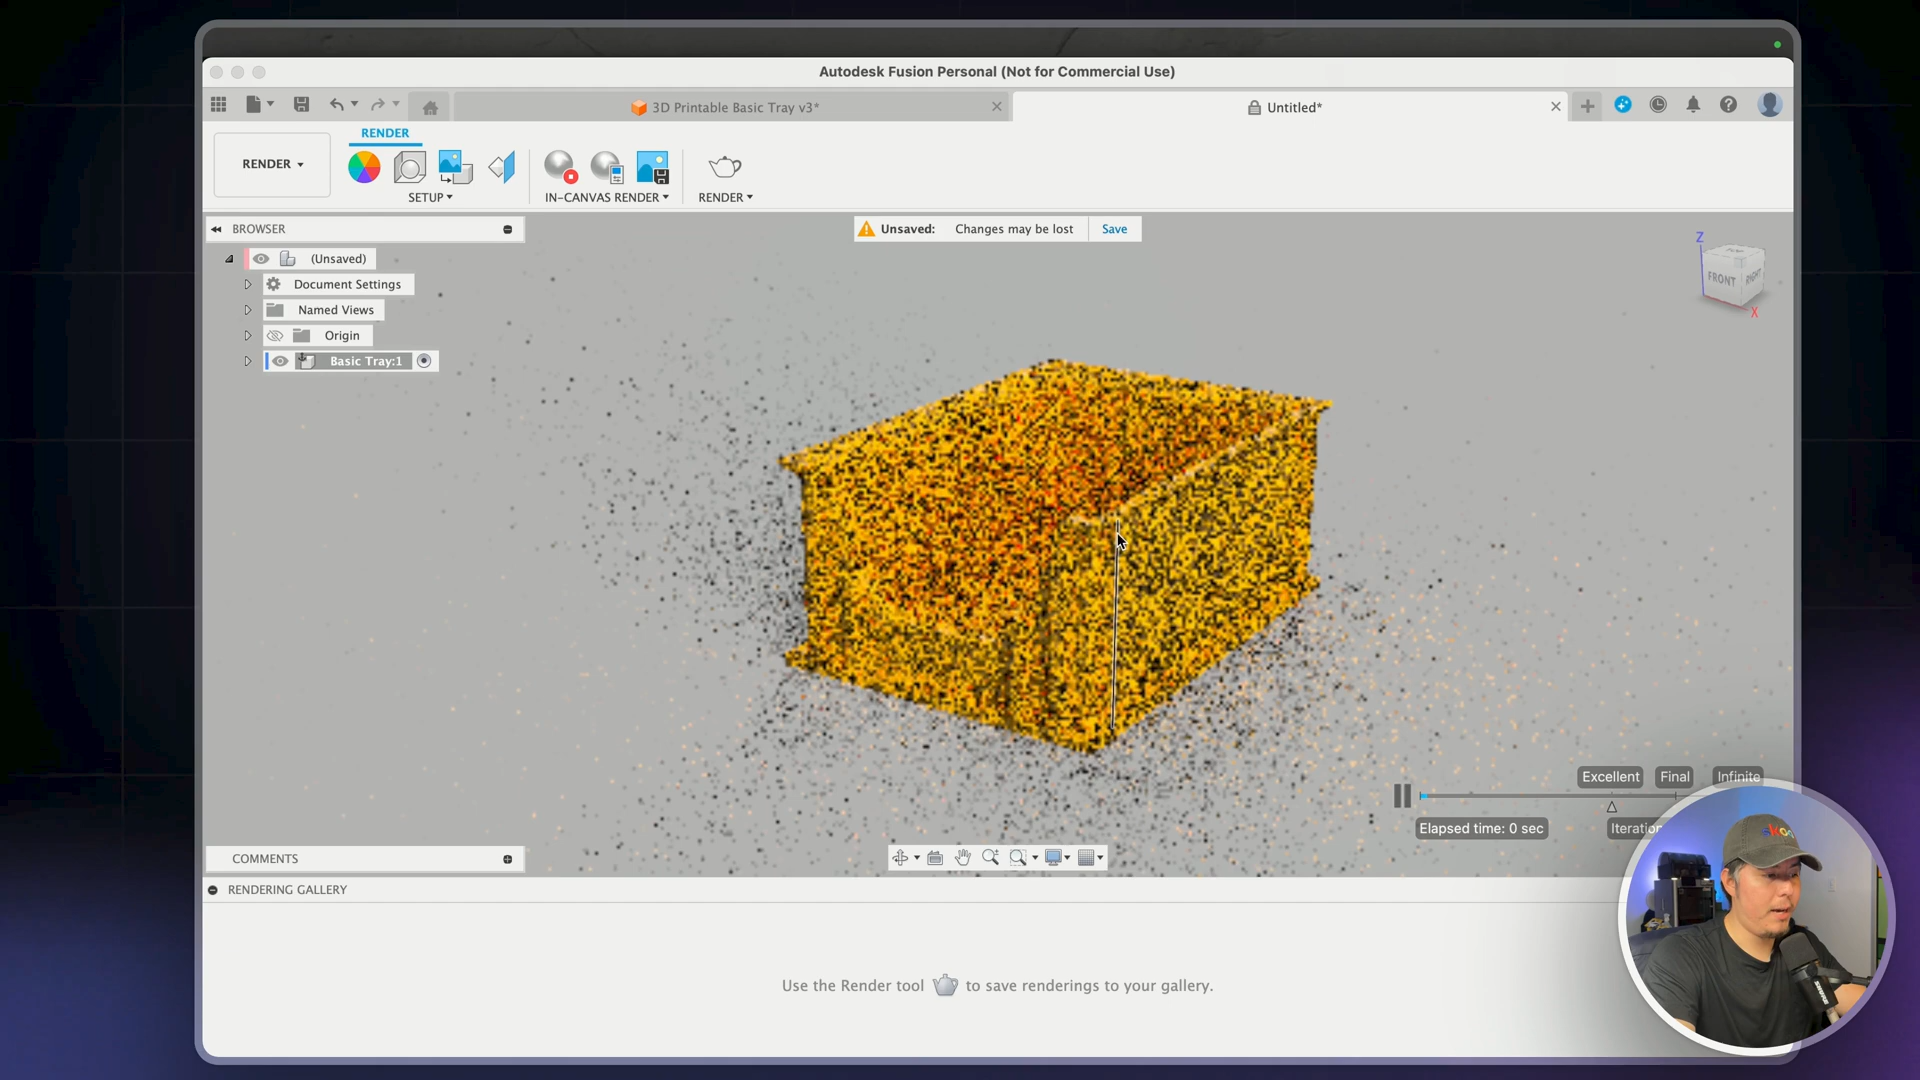 Autodesk Fusion Personal (Not for Commercial Use)
3D Printable Basic Tray v3*
Untitled*
RENDER
RENDER
SETUP
IN-CANVAS RENDER
RENDER
BROWSER
Unsaved: Changes may be lost Save
(Unsaved)
Document Settings
Named Views
Origin
Basic Tray:1
Z
FRONT
RIGHT
X
Excellent Final Infinite
Elapsed time: 0 sec
COMMENTS
RENDERING GALLERY
Use the Render tool to save renderings to your gallery.